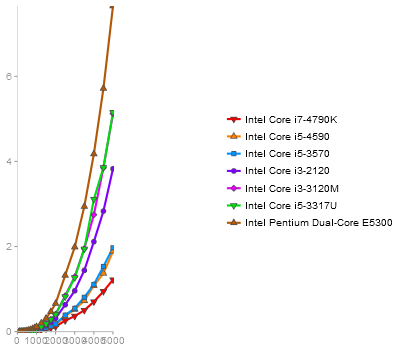 6
4
2
0
0 1000 2000 3000 4000 5000
Intel Core i7-4790K
Intel Core i5-4590
Intel Core i5-3570
Intel Core i3-2120
Intel Core i3-3120M
Intel Core i5-3317U
Intel Pentium Dual-Core E5300